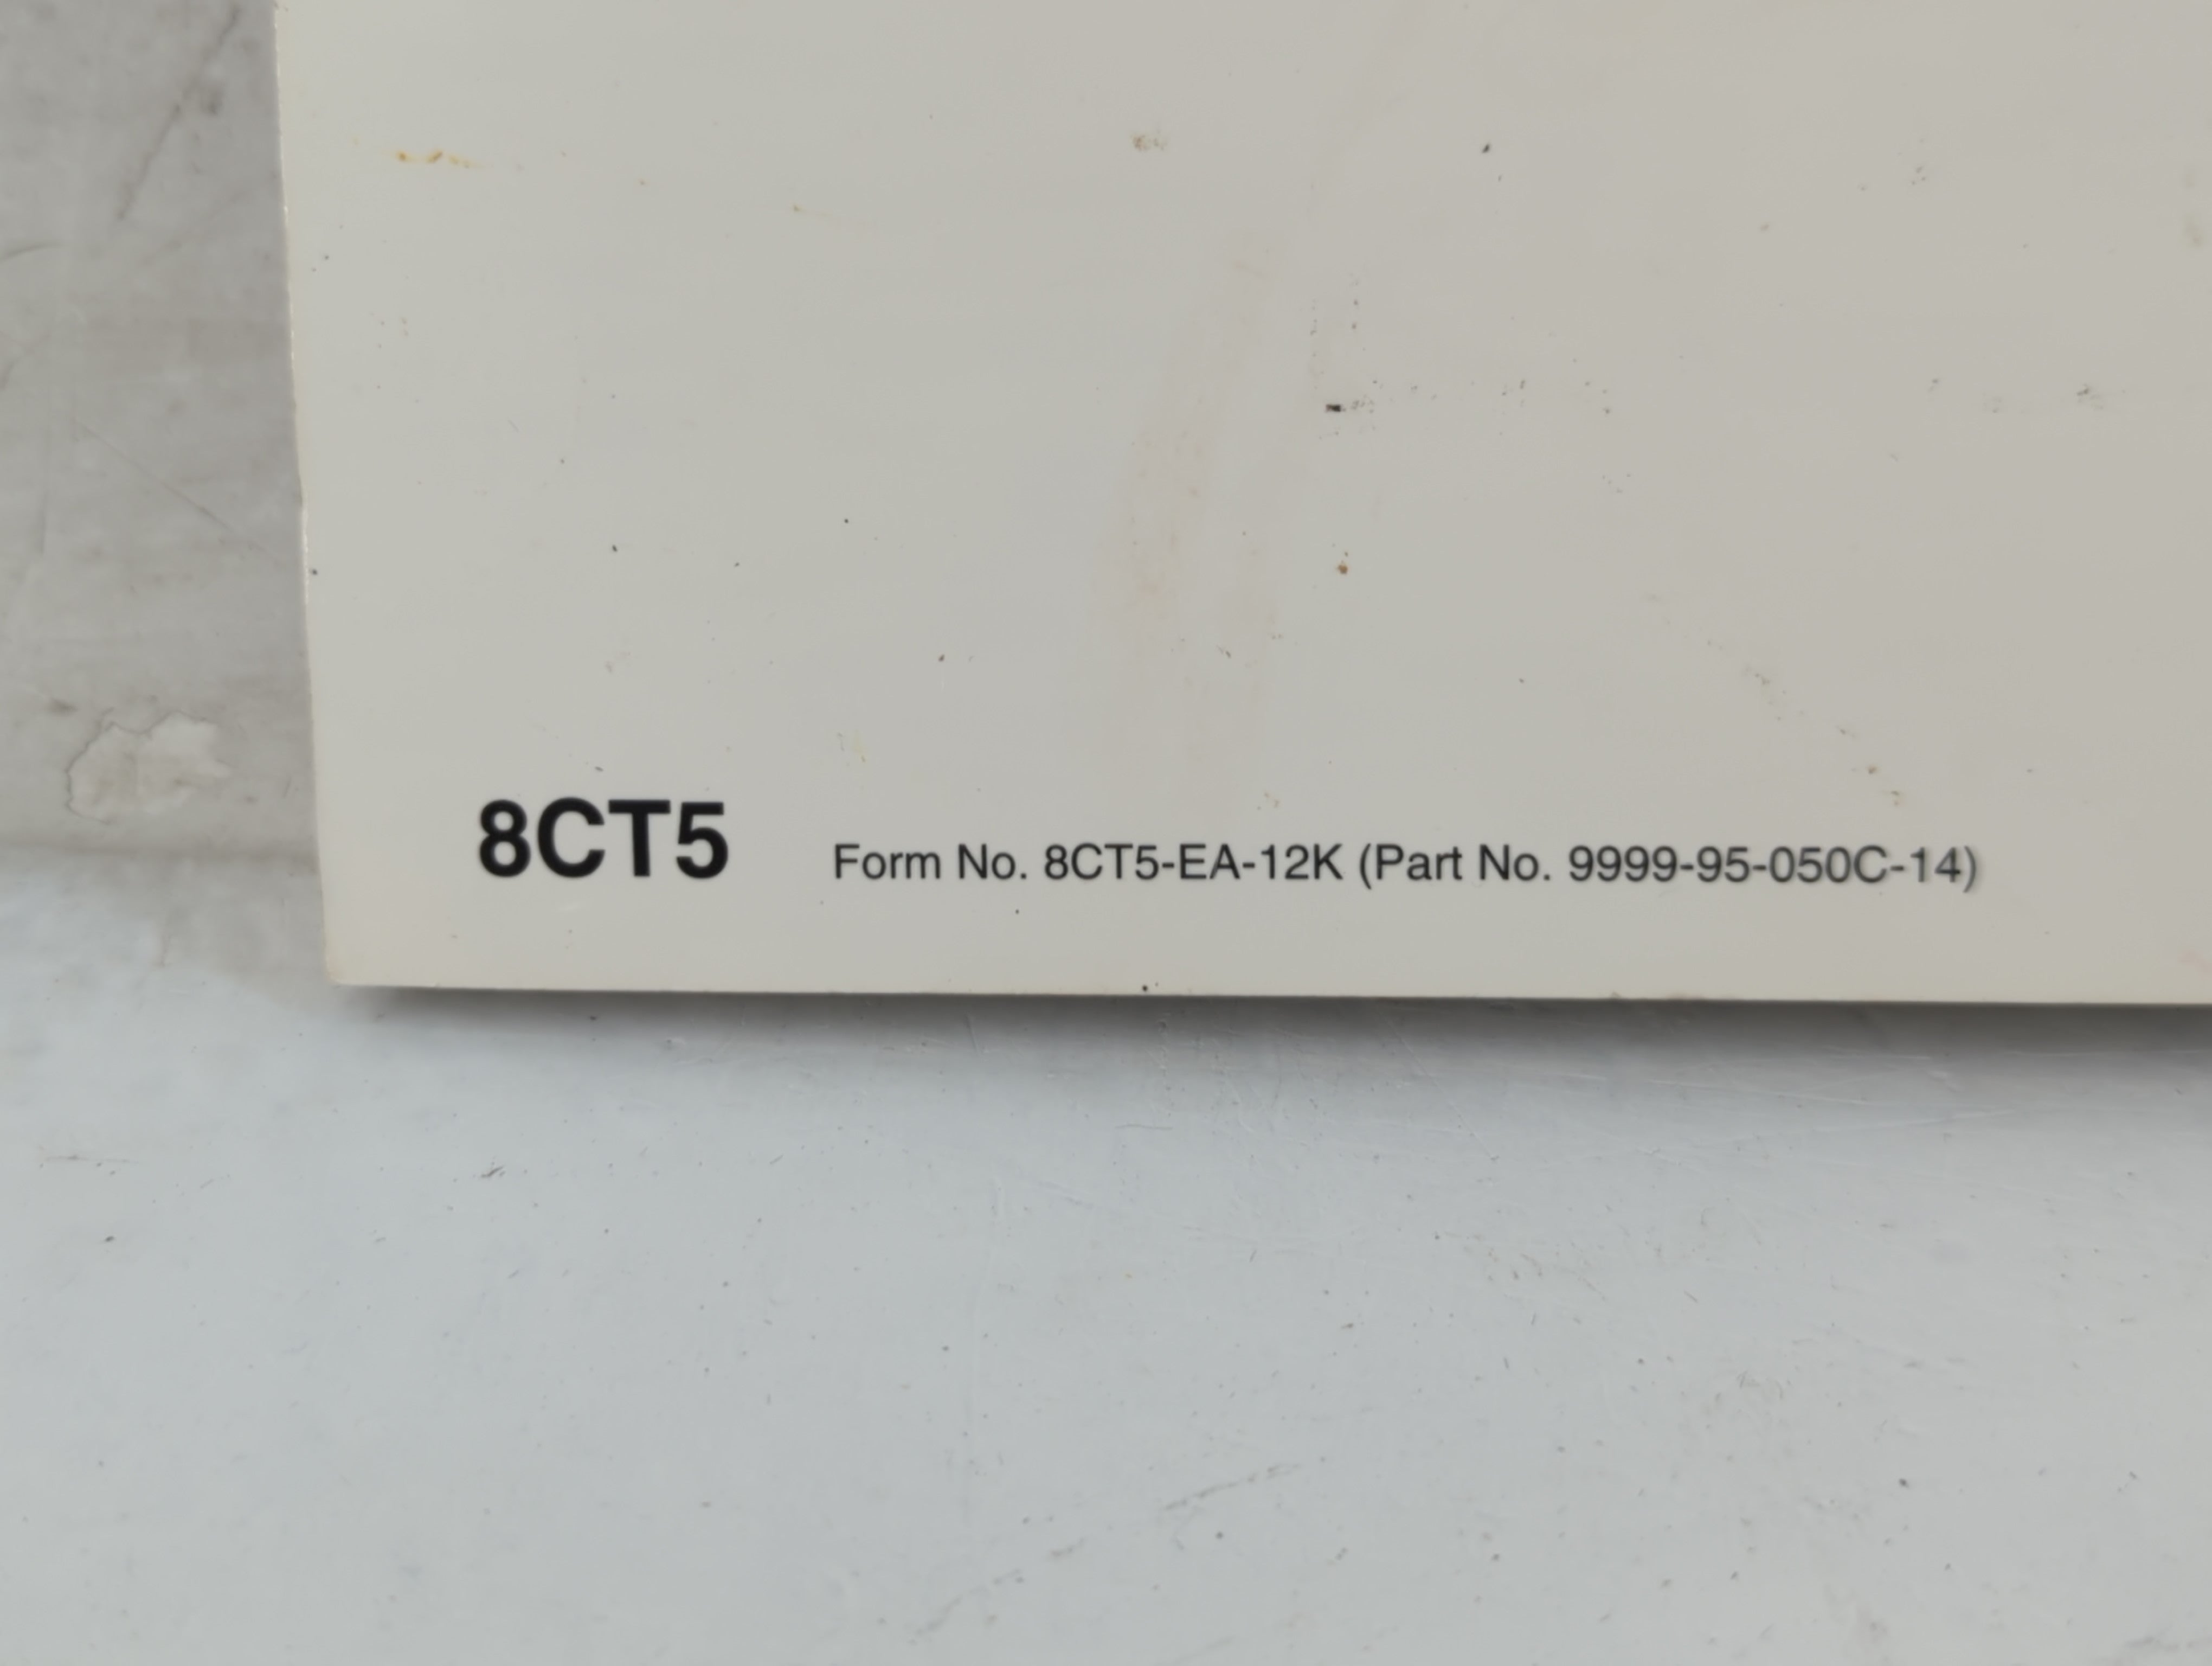 8CT5 Form No. 8CT5-EA-12K (Part No. 9999-95-050C-14)